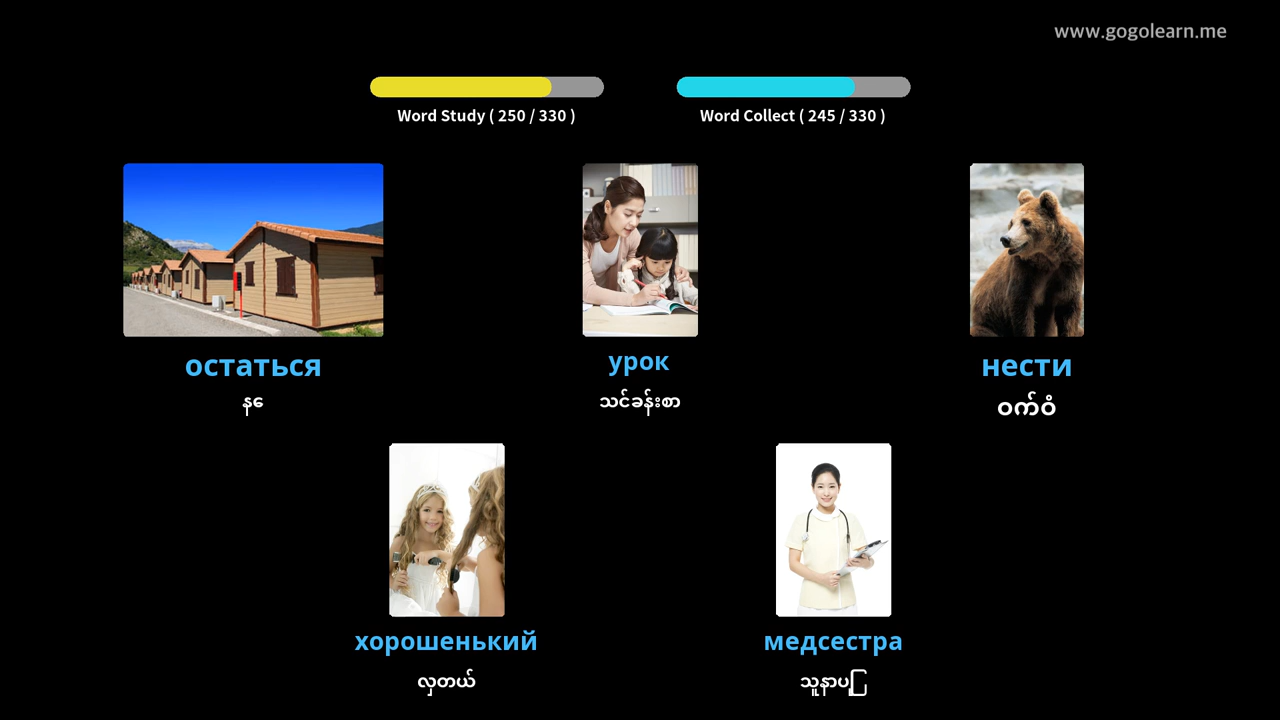 www.gogolearn.me
Word Study ( 250 / 330 )
Word Collect ( 245 / 330 )
остаться
နေ
урок
သင်ခန်းစာ
нести
ဝက်ဝံ
хорошенький
လှတယ်
медсестра
သူနာပြု